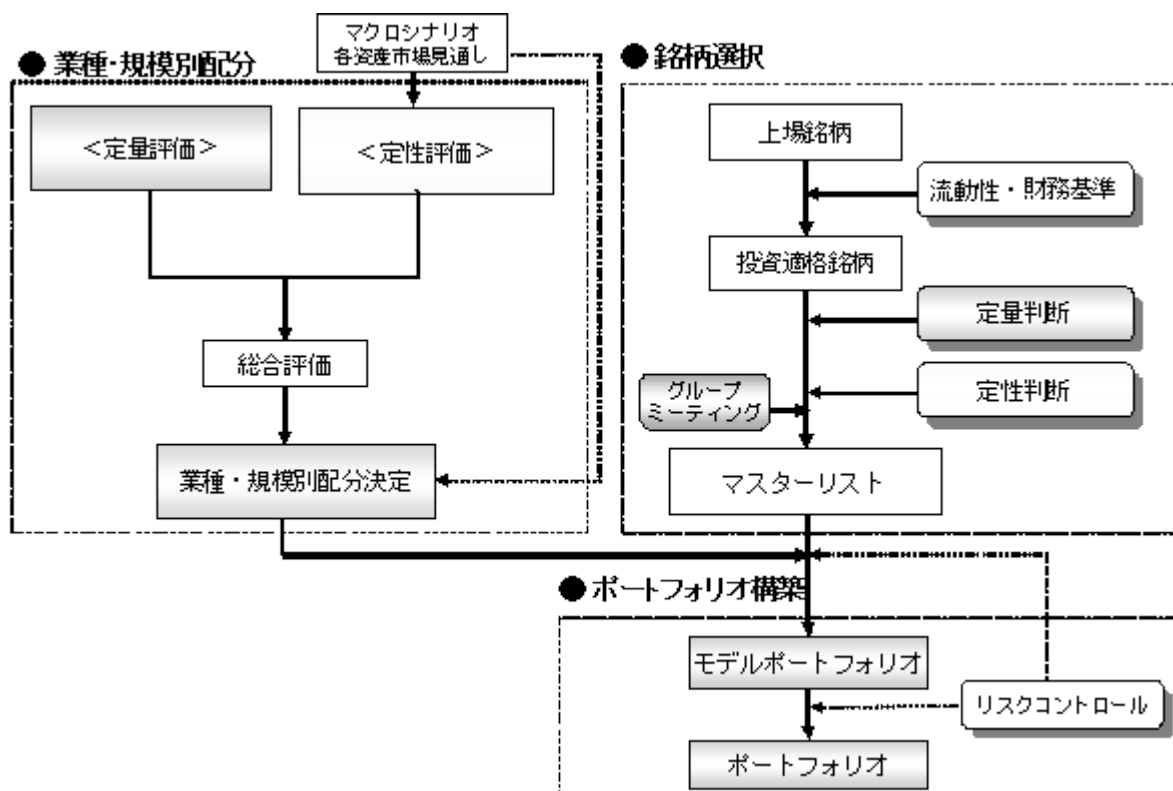 マクロシナリオ
各資産市場見通し
● 業種・規模別配分
<定量評価>
<定性評価>
総合評価
業種・規模別配分決定
● 銘柄選択
上場銘柄
流動性・財務基準
投資適格銘柄
定量判断
定性判断
グループ
ミーティング
マスターリスト
● ポートフォリオ構築
モデルポートフォリオ
リスクコントロール
ポートフォリオ